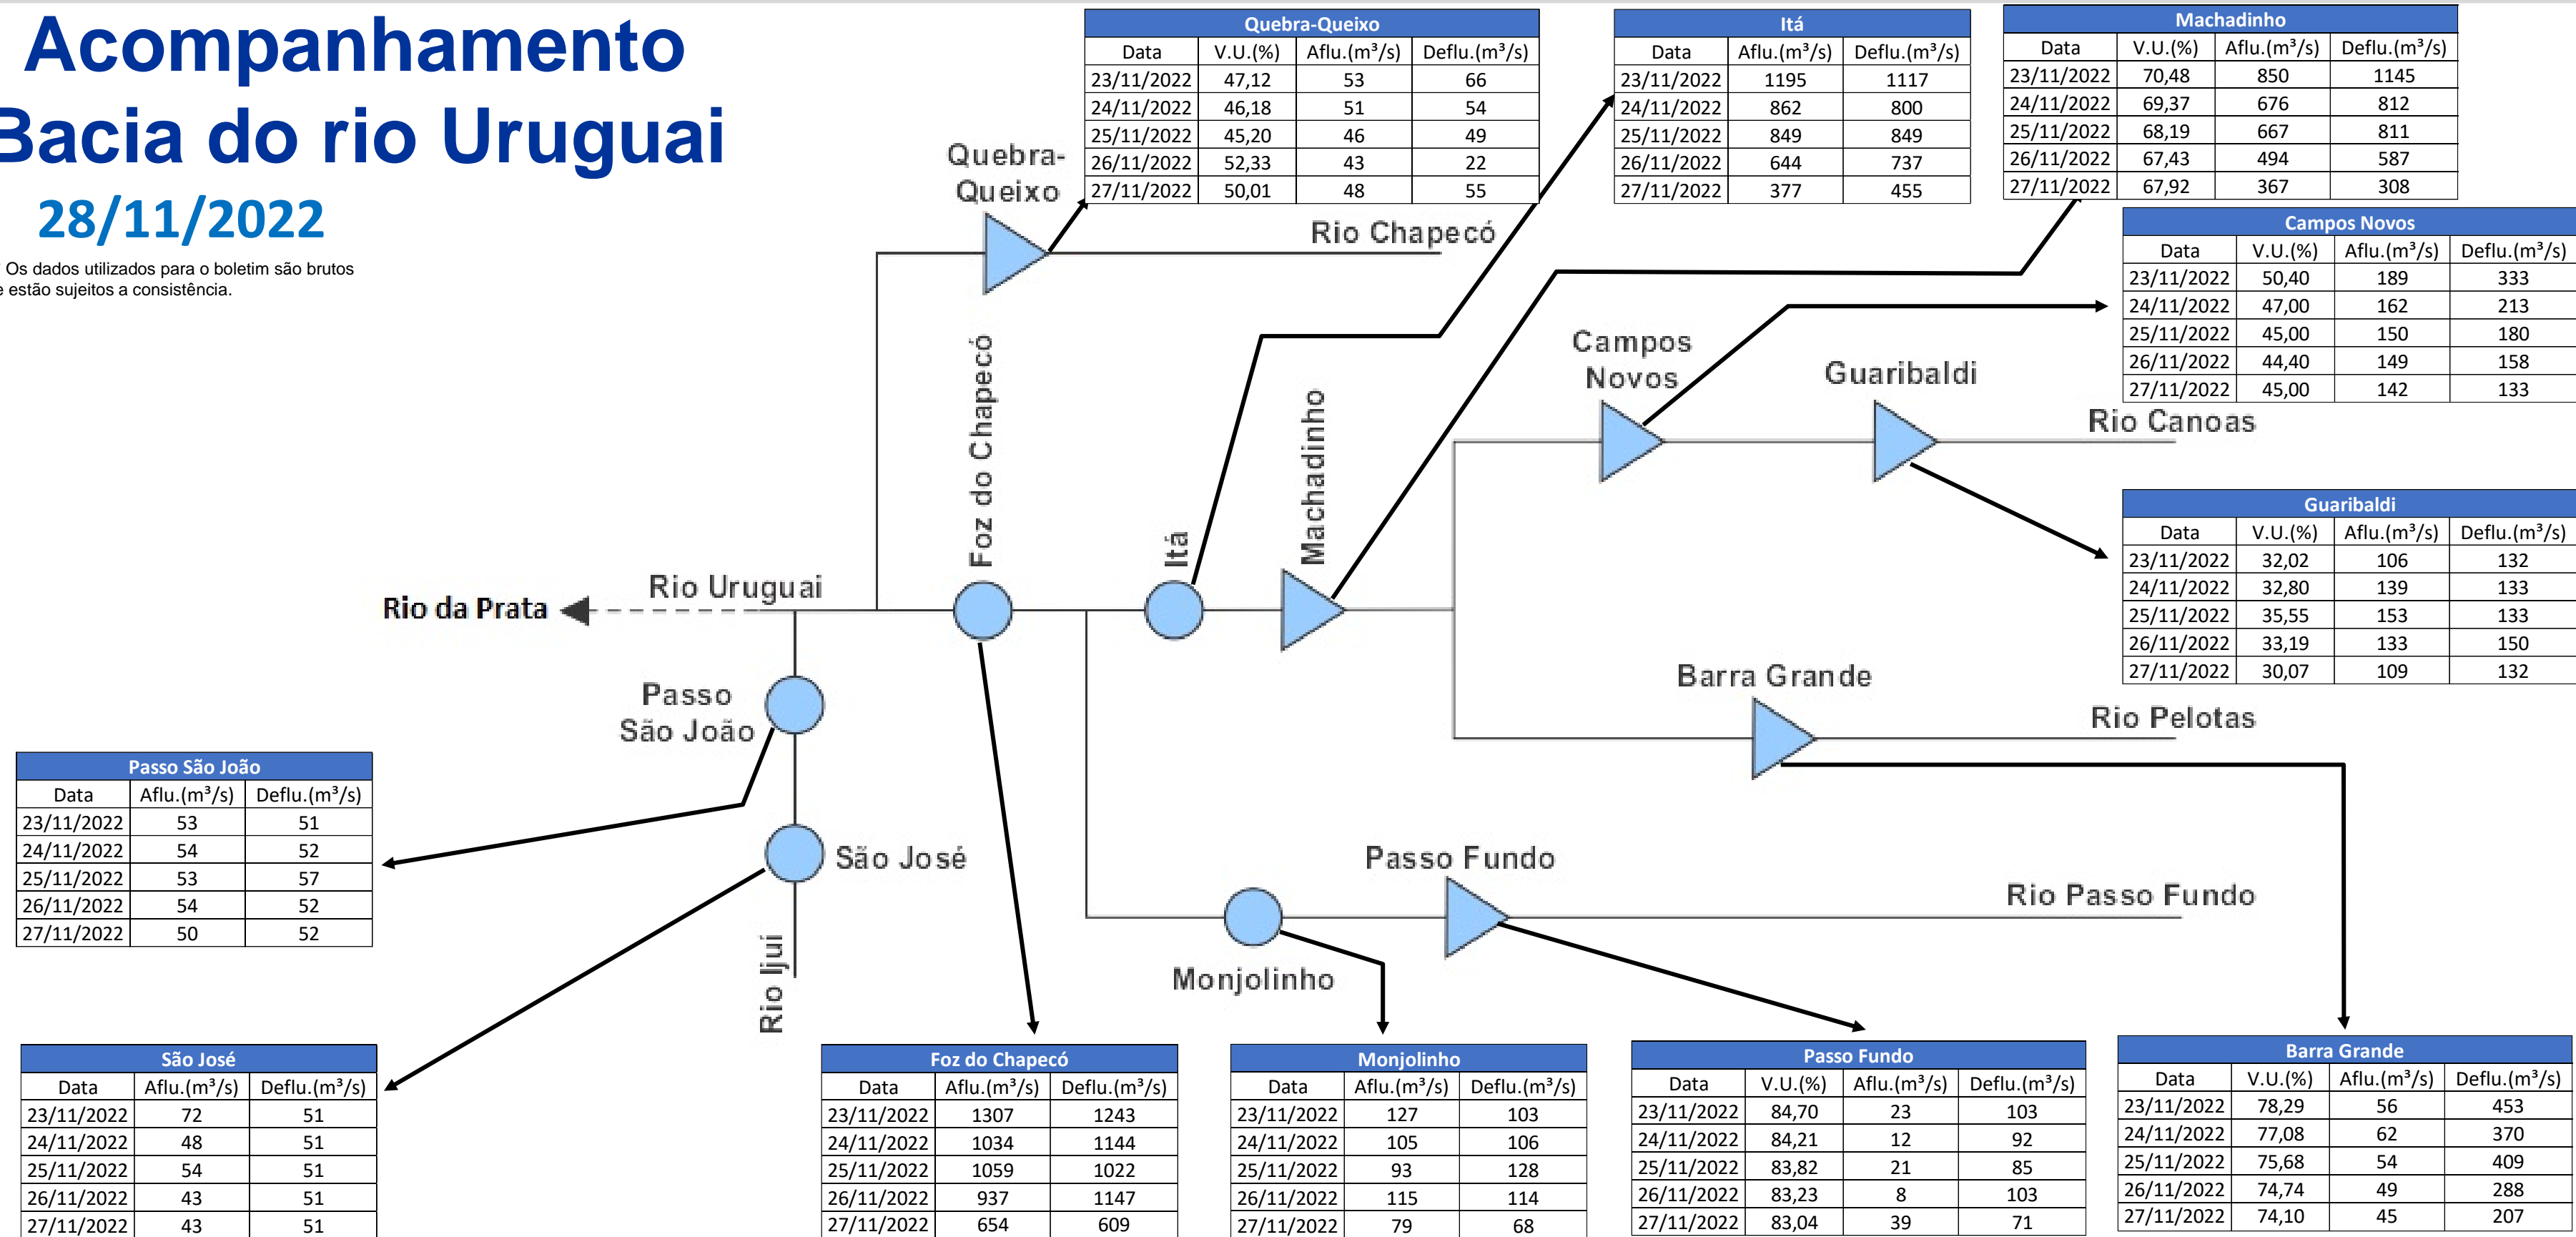 Acompanhamento
Bacia do rio Uruguai
28/11/2022
* Os dados utilizados para o boletim são brutos
e estão sujeitos a consistência.
Quebra-Queixo
Data V.U.(%) Aflu.(m³/s) Deflu.(m³/s)
23/11/2022 47,12 53 66
24/11/2022 46,18 51 54
25/11/2022 45,20 46 49
26/11/2022 52,33 43 22
27/11/2022 50,01 48 55
Itá
Data Aflu.(m³/s) Deflu.(m³/s)
23/11/2022 1195 1117
24/11/2022 862 800
25/11/2022 849 849
26/11/2022 644 737
27/11/2022 377 455
Machadinho
Data V.U.(%) Aflu.(m³/s) Deflu.(m³/s)
23/11/2022 70,48 850 1145
24/11/2022 69,37 676 812
25/11/2022 68,19 667 811
26/11/2022 67,43 494 587
27/11/2022 67,92 367 308
Campos Novos
Data V.U.(%) Aflu.(m³/s) Deflu.(m³/s)
23/11/2022 50,40 189 333
24/11/2022 47,00 162 213
25/11/2022 45,00 150 180
26/11/2022 44,40 149 158
27/11/2022 45,00 142 133
Guaribaldi
Data V.U.(%) Aflu.(m³/s) Deflu.(m³/s)
23/11/2022 32,02 106 132
24/11/2022 32,80 139 133
25/11/2022 35,55 153 133
26/11/2022 33,19 133 150
27/11/2022 30,07 109 132
Quebra-
Queixo
Rio Chapecó
Foz do Chapecó
Itá
Machadinho
Campos
Novos
Guaribaldi
Rio Canoas
Rio Uruguai
Rio da Prata
Barra Grande
Rio Pelotas
Passo
São João
São José
Rio Ijuí
Passo Fundo
Rio Passo Fundo
Monjolinho
Passo São João
Data Aflu.(m³/s) Deflu.(m³/s)
23/11/2022 53 51
24/11/2022 54 52
25/11/2022 53 57
26/11/2022 54 52
27/11/2022 50 52
São José
Data Aflu.(m³/s) Deflu.(m³/s)
23/11/2022 72 51
24/11/2022 48 51
25/11/2022 54 51
26/11/2022 43 51
27/11/2022 43 51
Foz do Chapecó
Data Aflu.(m³/s) Deflu.(m³/s)
23/11/2022 1307 1243
24/11/2022 1034 1144
25/11/2022 1059 1022
26/11/2022 937 1147
27/11/2022 654 609
Monjolinho
Data Aflu.(m³/s) Deflu.(m³/s)
23/11/2022 127 103
24/11/2022 105 106
25/11/2022 93 128
26/11/2022 115 114
27/11/2022 79 68
Passo Fundo
Data V.U.(%) Aflu.(m³/s) Deflu.(m³/s)
23/11/2022 84,70 23 103
24/11/2022 84,21 12 92
25/11/2022 83,82 21 85
26/11/2022 83,23 8 103
27/11/2022 83,04 39 71
Barra Grande
Data V.U.(%) Aflu.(m³/s) Deflu.(m³/s)
23/11/2022 78,29 56 453
24/11/2022 77,08 62 370
25/11/2022 75,68 54 409
26/11/2022 74,74 49 288
27/11/2022 74,10 45 207